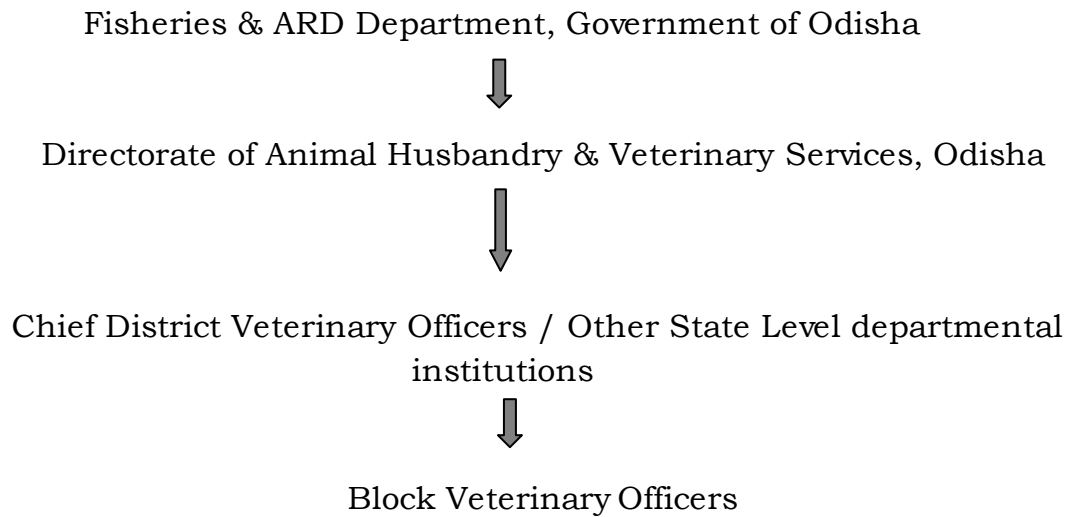 Fisheries & ARD Department, Government of Odisha
Directorate of Animal Husbandry & Veterinary Services, Odisha
Chief District Veterinary Officers / Other State Level departmental
institutions
Block Veterinary Officers